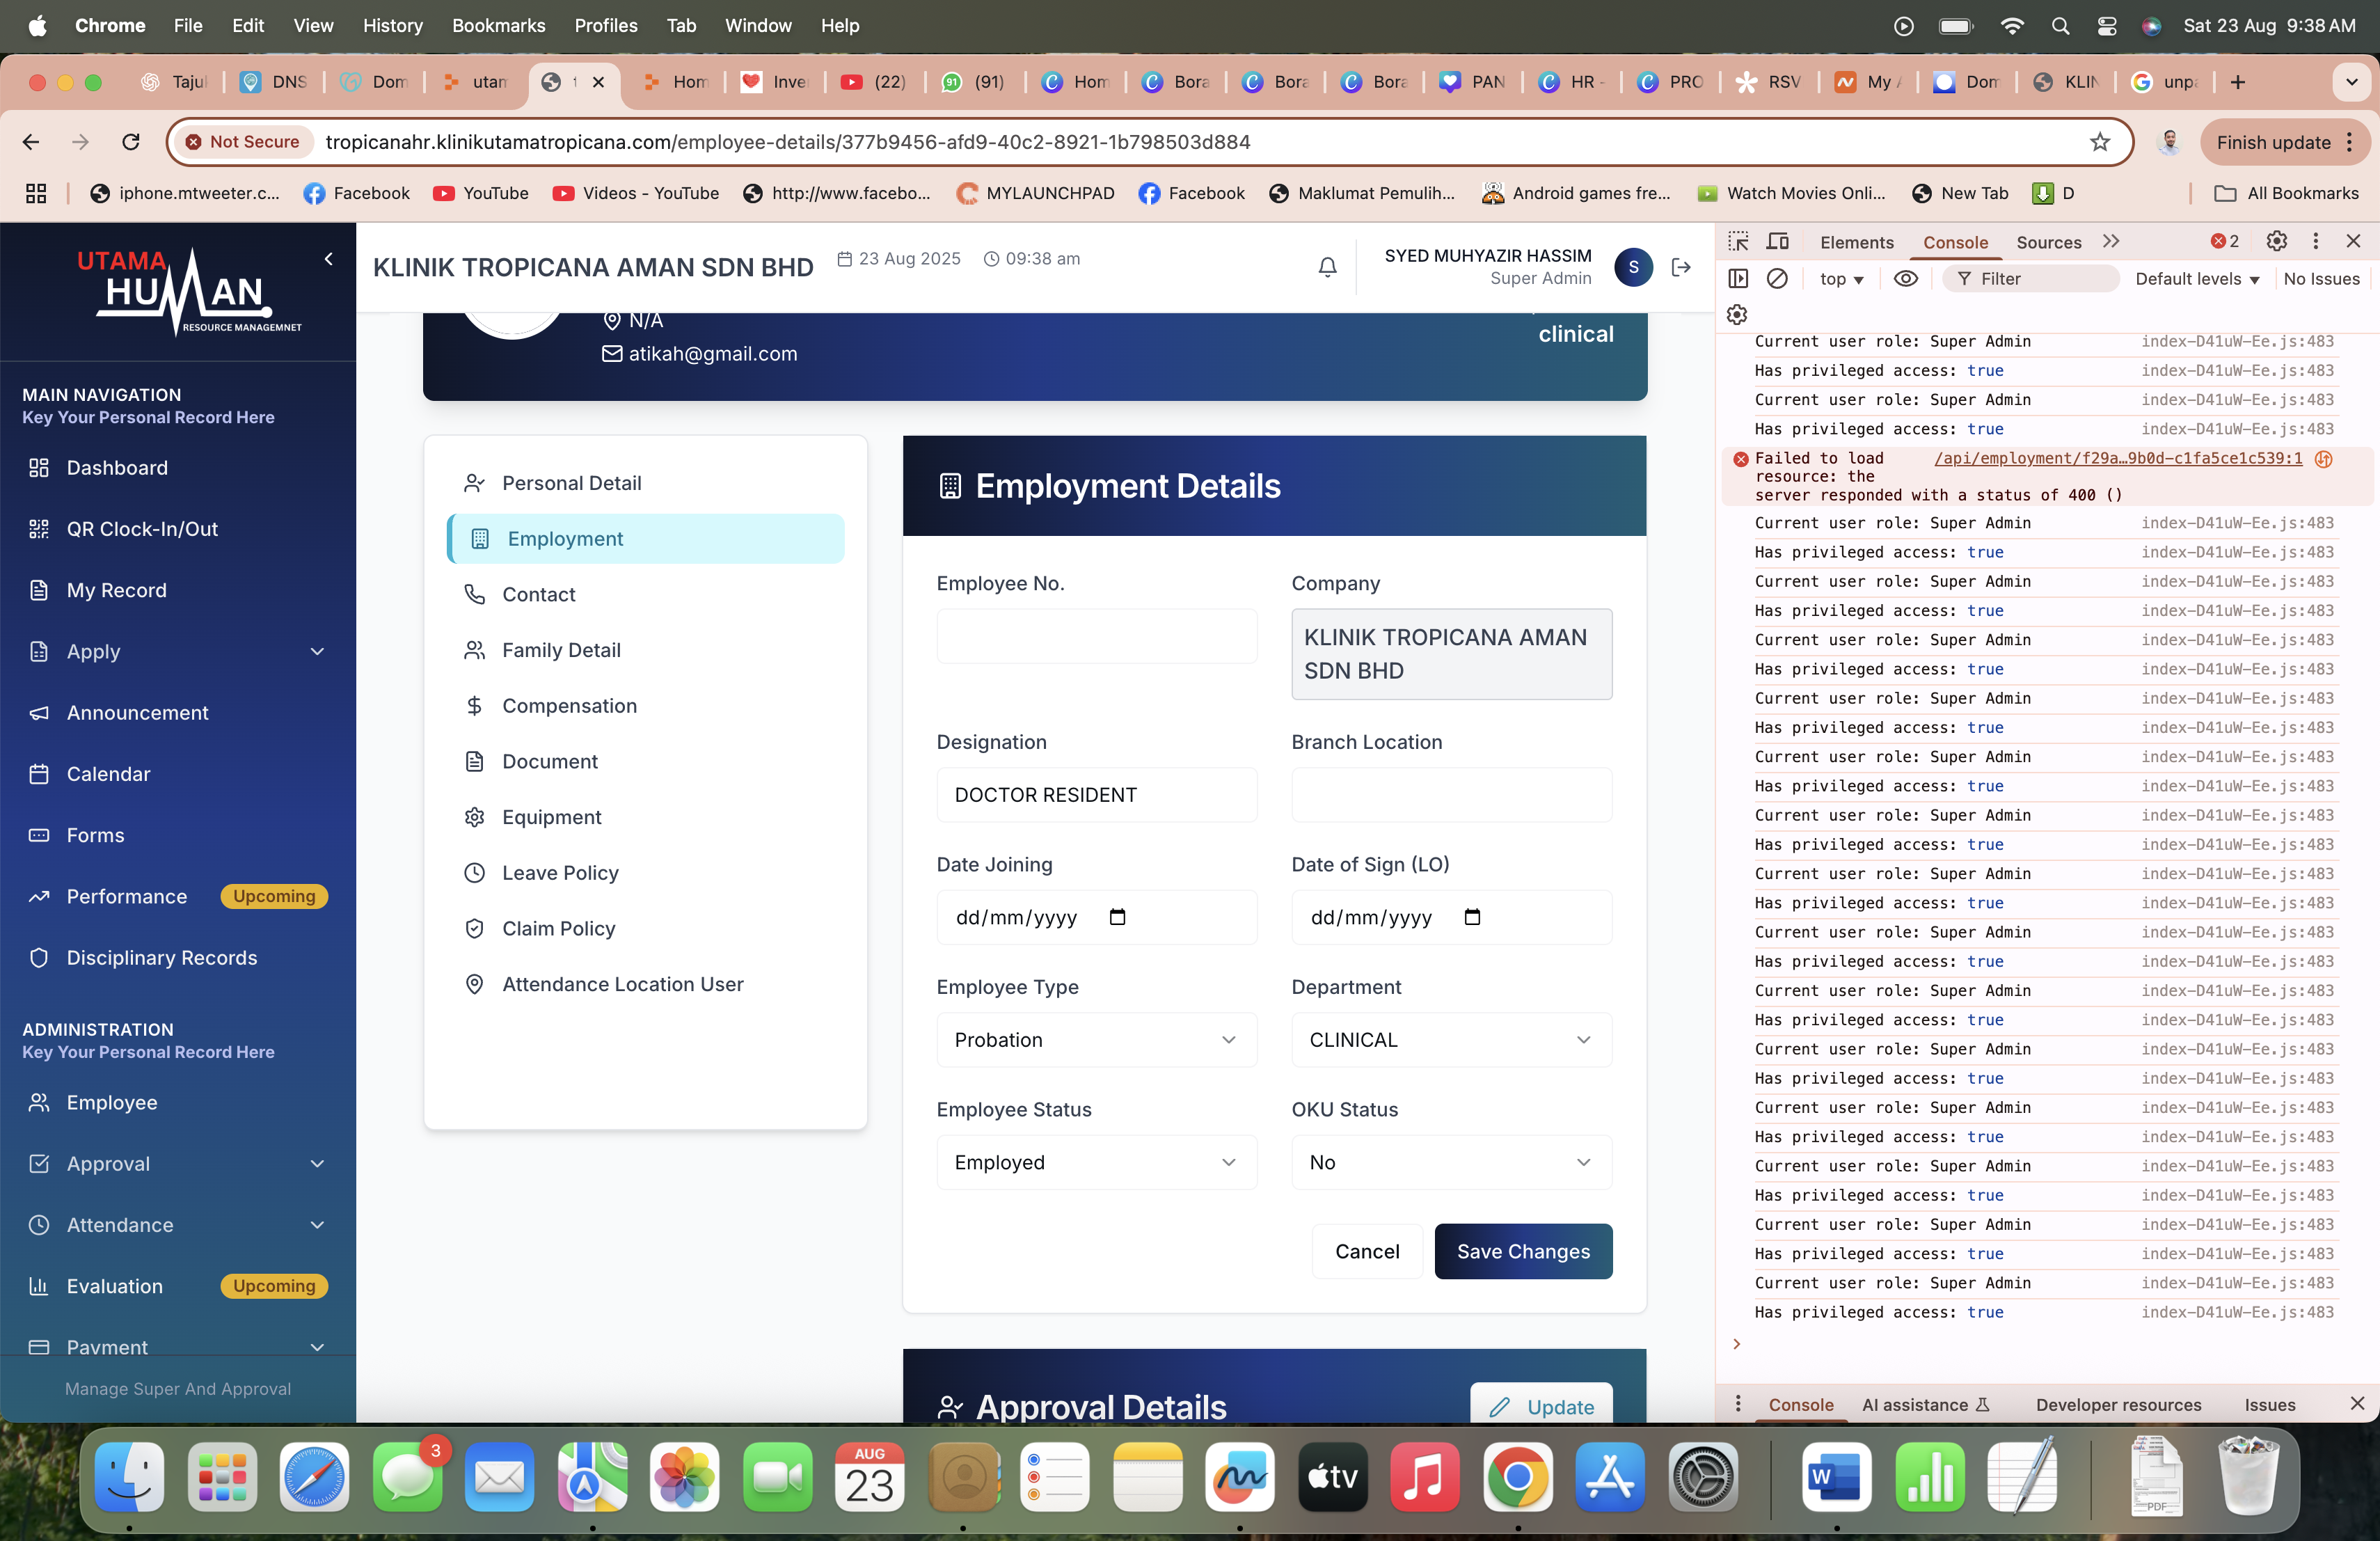 Chrome File Edit View History Bookmarks Profiles Tab Window Help Sat 23 Aug 9:38 AM
Taju DNS Dom utam Hom Inve (22) (91) Hom Bora Bora Bora PAN HR - PRO RSV My Dom KLIN unp
Not Secure tropicanahr.klinikutamatropicana.com/employee-details/377b9456-afd9-40c2-8921-1b798503d884 Finish update
iphone.mtweeter.c... Facebook YouTube Videos - YouTube http://www.facebo... MYLAUNCHPAD Facebook Maklumat Pemulih... Android games fre... Watch Movies Onli... New Tab D All Bookmarks
UTAMA
HUMAN
RESOURCE MANAGEMNET
MAIN NAVIGATION
Key Your Personal Record Here
Dashboard
QR Clock-In/Out
My Record
Apply
Announcement
Calendar
Forms
Performance Upcoming
Disciplinary Records
ADMINISTRATION
Key Your Personal Record Here
Employee
Approval
Attendance
Evaluation Upcoming
Payment
Manage Super And Approval
KLINIK TROPICANA AMAN SDN BHD 23 Aug 2025 09:38 am
SYED MUHYAZIR HASSIM
Super Admin
S
N/A
atikah@gmail.com
clinical
Personal Detail
Employment
Contact
Family Detail
Compensation
Document
Equipment
Leave Policy
Claim Policy
Attendance Location User
Employment Details
Employee No. Company
KLINIK TROPICANA AMAN
SDN BHD
Designation Branch Location
DOCTOR RESIDENT
Date Joining Date of Sign (LO)
dd/mm/yyyy dd/mm/yyyy
Employee Type Department
Probation CLINICAL
Employee Status OKU Status
Employed No
Cancel Save Changes
Approval Details Update
Elements Console Sources 2
top Filter Default levels No Issues
Current user role: Super Admin index-D41uW-Ee.js:483
Has privileged access: true index-D41uW-Ee.js:483
Current user role: Super Admin index-D41uW-Ee.js:483
Has privileged access: true index-D41uW-Ee.js:483
Failed to load /api/employment/f29a…9b0d-c1fa5ce1c539:1
resource: the
server responded with a status of 400 ()
Current user role: Super Admin index-D41uW-Ee.js:483
Has privileged access: true index-D41uW-Ee.js:483
Current user role: Super Admin index-D41uW-Ee.js:483
Has privileged access: true index-D41uW-Ee.js:483
Current user role: Super Admin index-D41uW-Ee.js:483
Has privileged access: true index-D41uW-Ee.js:483
Current user role: Super Admin index-D41uW-Ee.js:483
Has privileged access: true index-D41uW-Ee.js:483
Current user role: Super Admin index-D41uW-Ee.js:483
Has privileged access: true index-D41uW-Ee.js:483
Current user role: Super Admin index-D41uW-Ee.js:483
Has privileged access: true index-D41uW-Ee.js:483
Current user role: Super Admin index-D41uW-Ee.js:483
Has privileged access: true index-D41uW-Ee.js:483
Current user role: Super Admin index-D41uW-Ee.js:483
Has privileged access: true index-D41uW-Ee.js:483
Current user role: Super Admin index-D41uW-Ee.js:483
Has privileged access: true index-D41uW-Ee.js:483
Current user role: Super Admin index-D41uW-Ee.js:483
Has privileged access: true index-D41uW-Ee.js:483
Current user role: Super Admin index-D41uW-Ee.js:483
Has privileged access: true index-D41uW-Ee.js:483
Current user role: Super Admin index-D41uW-Ee.js:483
Has privileged access: true index-D41uW-Ee.js:483
Current user role: Super Admin index-D41uW-Ee.js:483
Has privileged access: true index-D41uW-Ee.js:483
Current user role: Super Admin index-D41uW-Ee.js:483
Has privileged access: true index-D41uW-Ee.js:483
Console AI assistance Developer resources Issues
3
AUG
23
tv
W
PDF